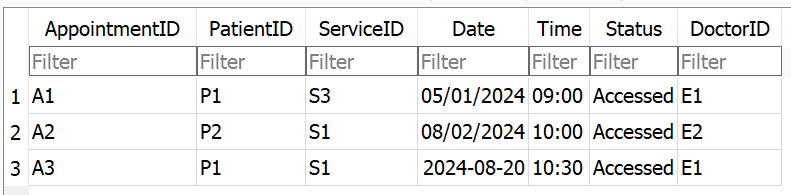 AppointmentID PatientID ServiceID Date Time Status DoctorID
Filter Filter Filter Filter Filter Filter Filter
1 A1 P1 S3 05/01/2024 09:00 Accessed E1
2 A2 P2 S1 08/02/2024 10:00 Accessed E2
3 A3 P1 S1 2024-08-20 10:30 Accessed E1